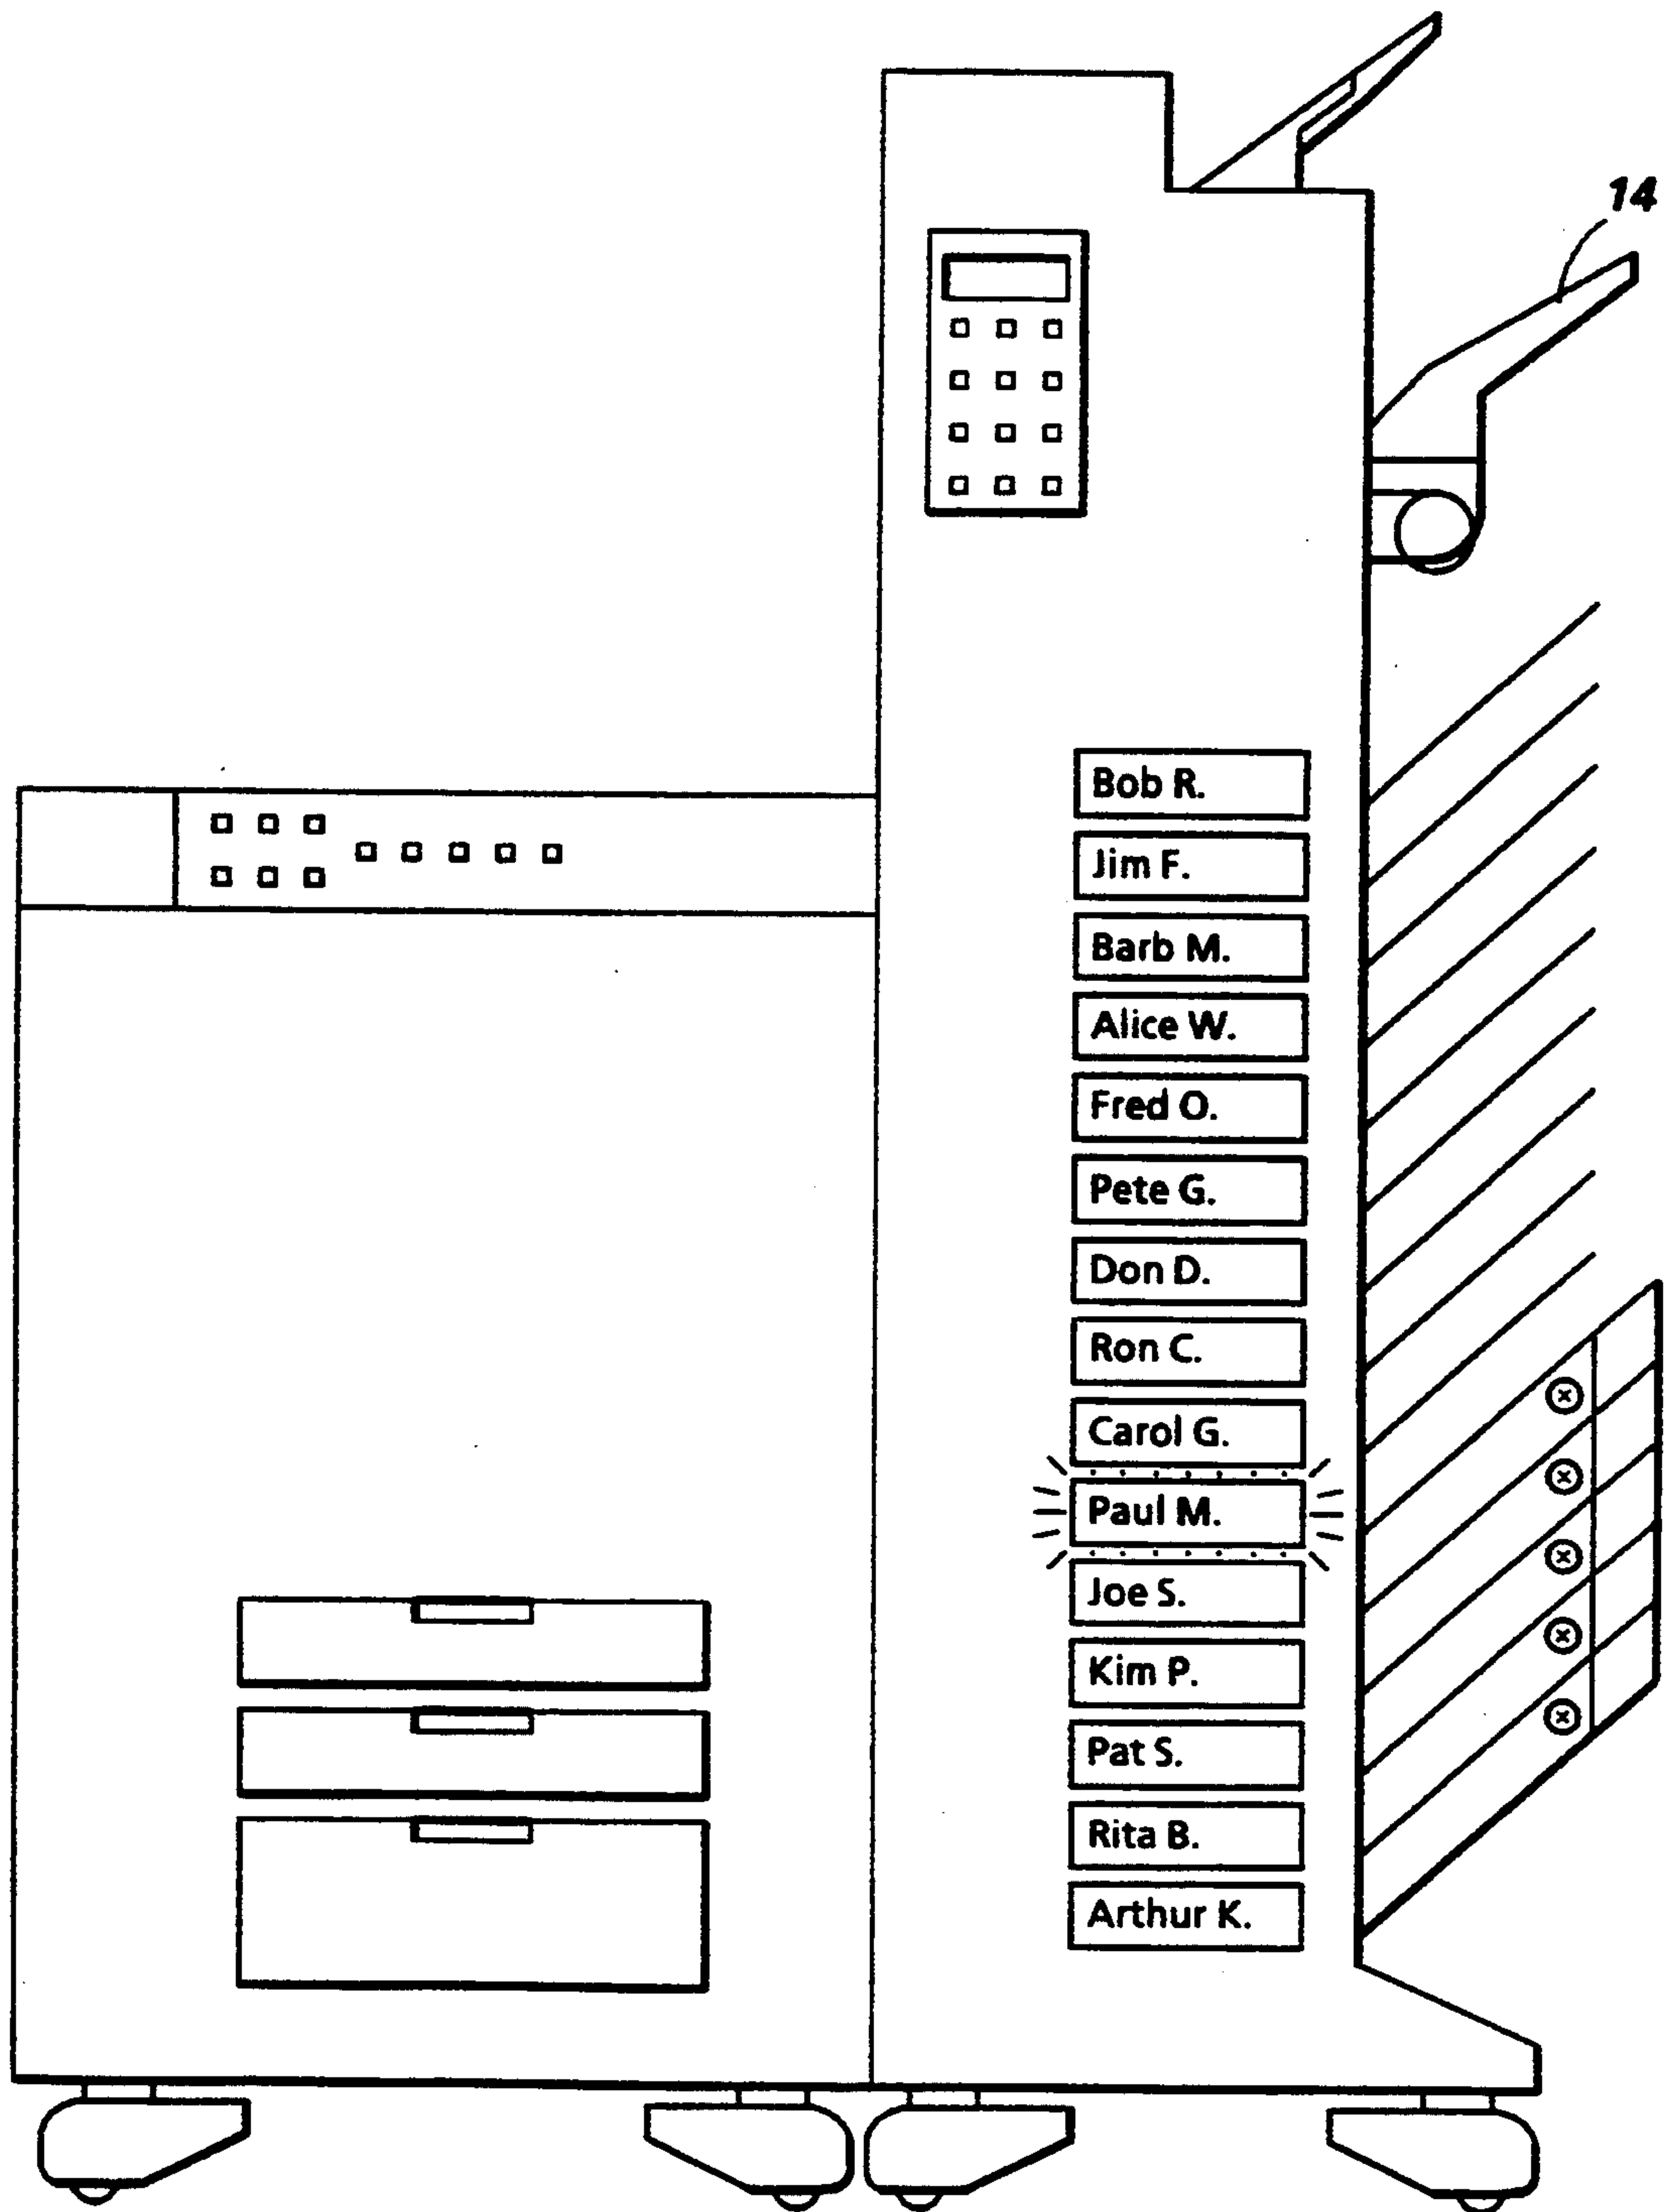 14
Bob R.
Jim F.
Barb M.
Alice W.
Fred O.
Pete G.
Don D.
Ron C.
Carol G.
Paul M.
Joe S.
Kim P.
Pat S.
Rita B.
Arthur K.